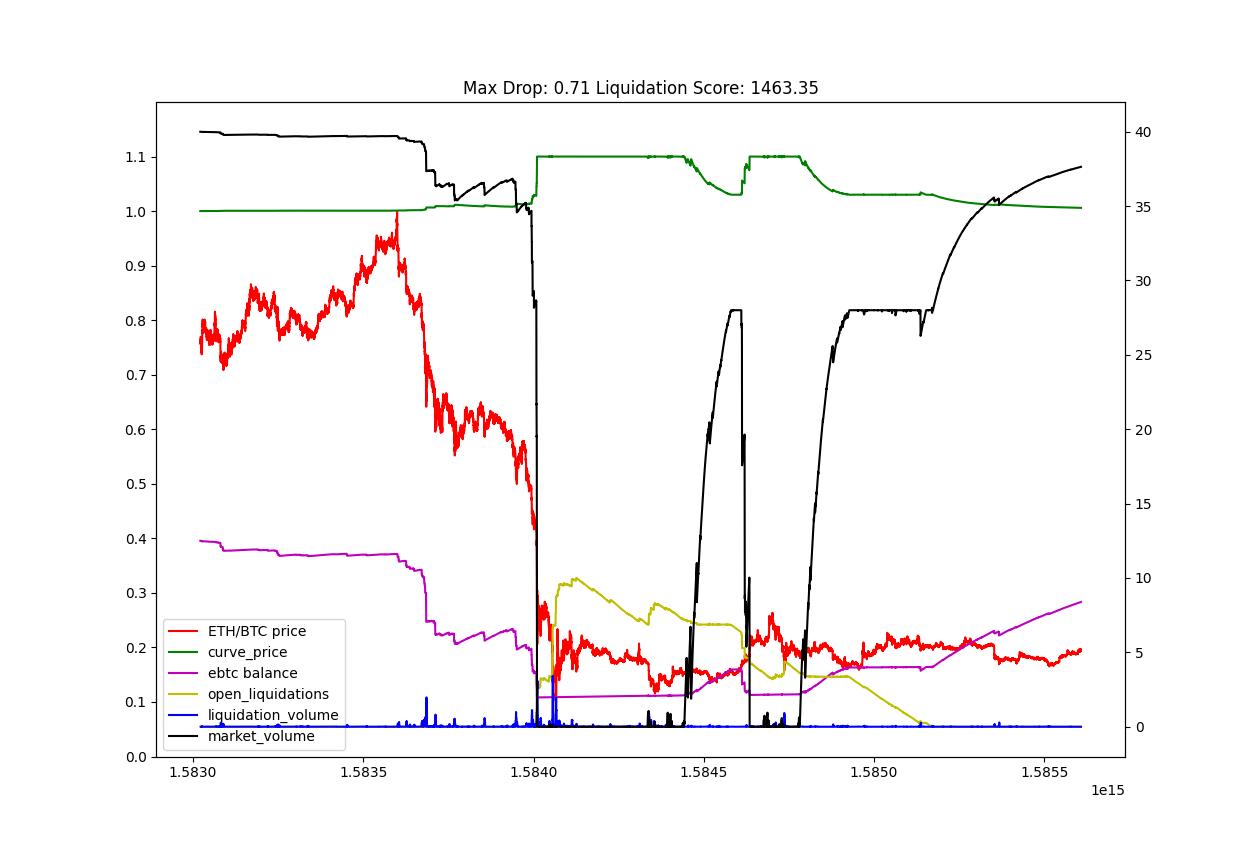 Max Drop: 0.71 Liquidation Score: 1463.35
1.1
1.0
0.9
0.8
0.7
0.6
0.5
0.4
0.3
0.2
0.1
0.0
40
35
30
25
20
15
10
5
0
ETH/BTC price
curve_price
ebtc balance
open_liquidations
liquidation_volume
market_volume
1.5830 1.5835 1.5840 1.5845 1.5850 1.5855
1e15